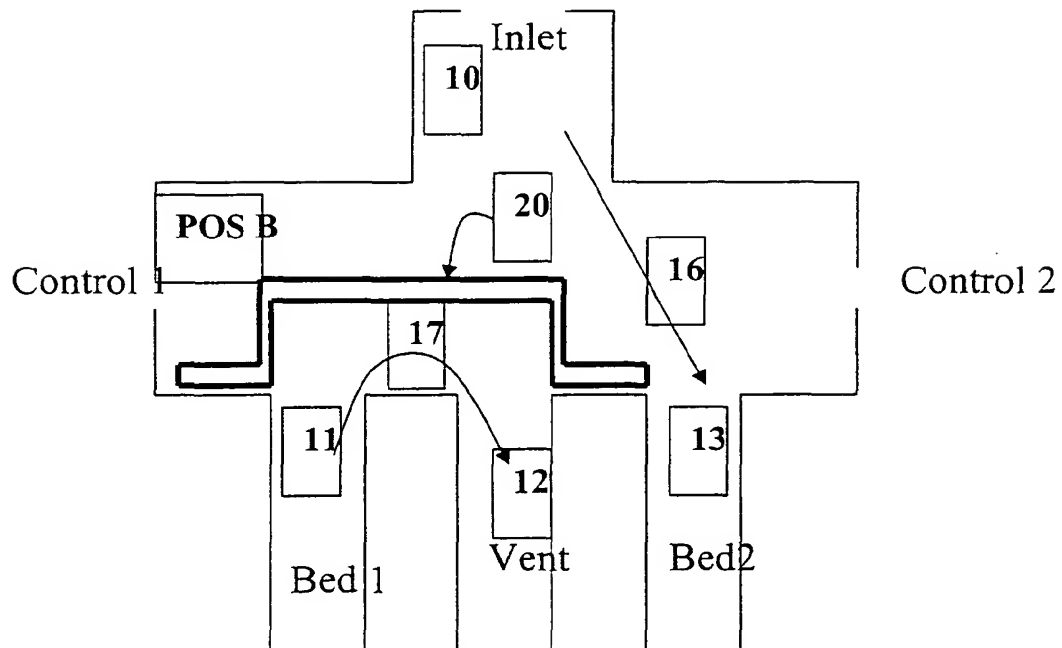 Inlet
10
20
POS B
16
Control 1
Control 2
17
11
13
12
Vent
Bed2
Bed 1